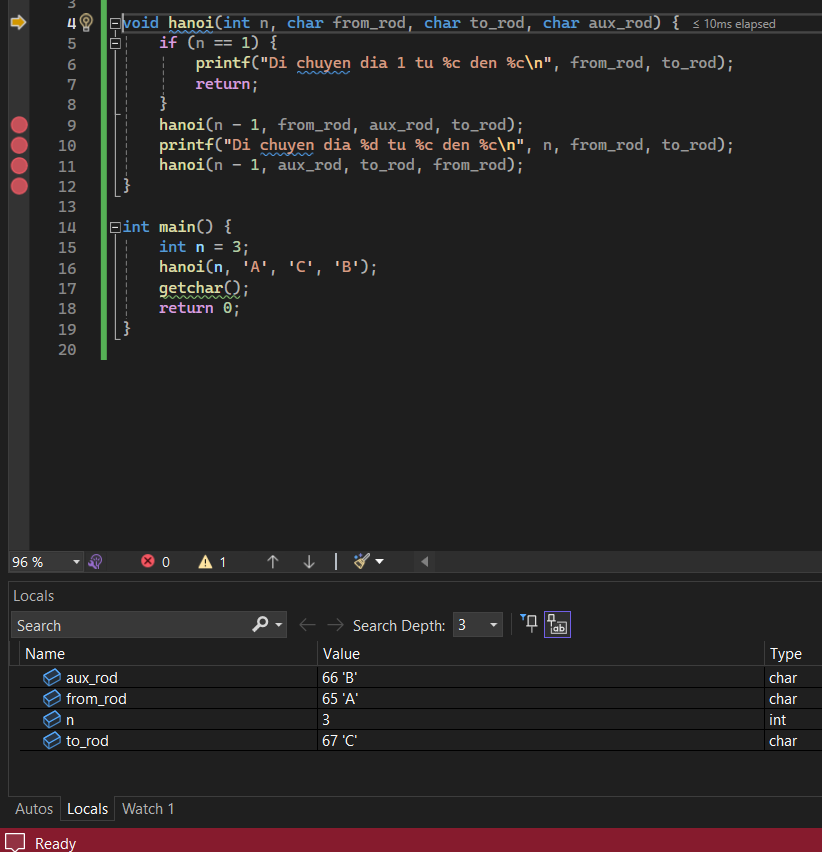 3
4 void hanoi(int n, char from_rod, char to_rod, char aux_rod) { ≤ 10ms elapsed
5 if (n == 1) {
6 printf("Di chuyen dia 1 tu %c den %c\n", from_rod, to_rod);
7 return;
8 }
9 hanoi(n - 1, from_rod, aux_rod, to_rod);
10 printf("Di chuyen dia %d tu %c den %c\n", n, from_rod, to_rod);
11 hanoi(n - 1, aux_rod, to_rod, from_rod);
12 }
13
14 int main() {
15 int n = 3;
16 hanoi(n, 'A', 'C', 'B');
17 getchar();
18 return 0;
19 }
20
96 % 0 1
Locals
Search Search Depth: 3
Name Value Type
aux_rod 66 'B' char
from_rod 65 'A' char
n 3 int
to_rod 67 'C' char
Autos Locals Watch 1
Ready